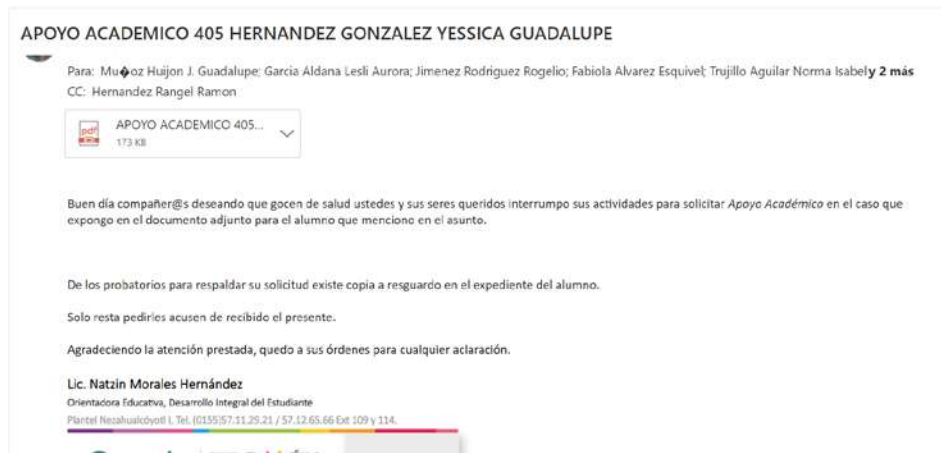 APOYO ACADEMICO 405 HERNANDEZ GONZALEZ YESSICA GUADALUPE
Para: Mu�oz Huijon J. Guadalupe; Garcia Aldana Lesli Aurora; Jimenez Rodriguez Rogelio; Fabiola Alvarez Esquivel; Trujillo Aguilar Norma Isabel y 2 más
CC: Hernandez Rangel Ramon
pdf
APOYO ACADEMICO 405...
173 KB
Buen día compañer@s deseando que gocen de salud ustedes y sus seres queridos interrumpo sus actividades para solicitar Apoyo Académico en el caso que
expongo en el documento adjunto para el alumno que menciono en el asunto.
De los probatorios para respaldar su solicitud existe copia a resguardo en el expediente del alumno.
Solo resta pedirles acusen de recibido el presente.
Agradeciendo la atención prestada, quedo a sus órdenes para cualquier aclaración.
Lic. Natzin Morales Hernández
Orientadora Educativa, Desarrollo Integral del Estudiante
Plantel Nezahualcóyotl I. Tel. (0155)57.11.29.21 / 57.12.65.66 Ext 109 y 114.